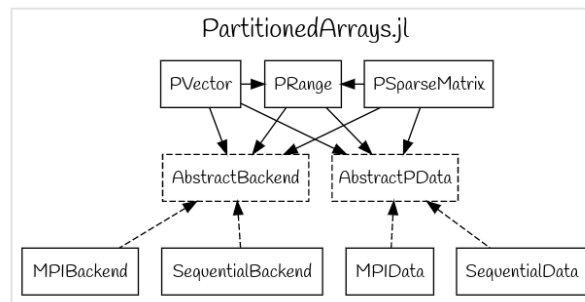 PartitionedArrays.jl
PVector PRange PSparseMatrix
AbstractBackend AbstractPData
MPIBackend SequentialBackend MPIData SequentialData